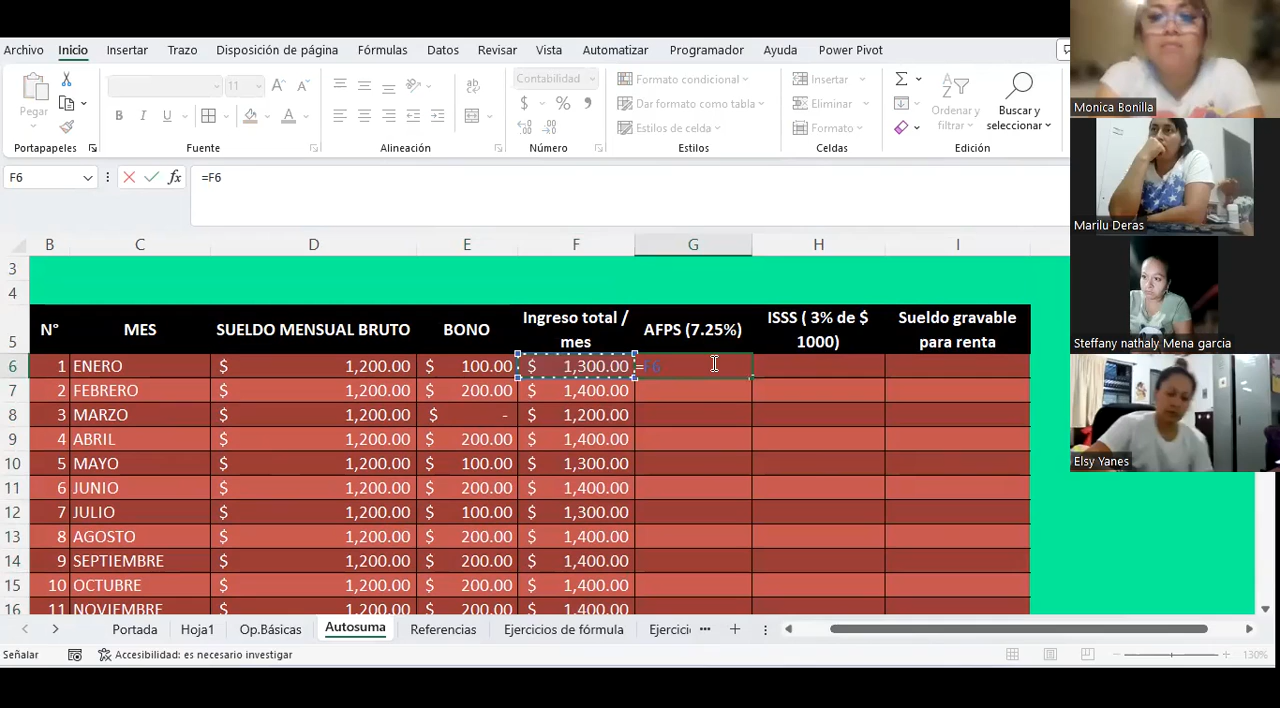 Archivo Inicio Insertar Trazo Disposición de página Fórmulas Datos Revisar Vista Automatizar Programador Ayuda Power Pivot
Pegar
Portapapeles
11
Fuente
Alineación
Contabilidad
Número
Formato condicional
Dar formato como tabla
Estilos de celda
Estilos
Insertar
Eliminar
Formato
Celdas
Ordenar y filtrar
Buscar y seleccionar
Edición
F6 fx =F6
B C D E F G H I
3
4
5 N° MES SUELDO MENSUAL BRUTO BONO Ingreso total / mes AFPS (7.25%) ISSS ( 3% de $ 1000) Sueldo gravable para renta
6 1 ENERO $ 1,200.00 $ 100.00 $ 1,300.00 =F6
7 2 FEBRERO $ 1,200.00 $ 200.00 $ 1,400.00
8 3 MARZO $ 1,200.00 $ - $ 1,200.00
9 4 ABRIL $ 1,200.00 $ 200.00 $ 1,400.00
10 5 MAYO $ 1,200.00 $ 100.00 $ 1,300.00
11 6 JUNIO $ 1,200.00 $ 200.00 $ 1,400.00
12 7 JULIO $ 1,200.00 $ 100.00 $ 1,300.00
13 8 AGOSTO $ 1,200.00 $ 200.00 $ 1,400.00
14 9 SEPTIEMBRE $ 1,200.00 $ 200.00 $ 1,400.00
15 10 OCTUBRE $ 1,200.00 $ 200.00 $ 1,400.00
16 11 NOVIEMBRE $ 1,200.00 $ 200.00 $ 1,400.00
Portada Hoja1 Op.Básicas Autosuma Referencias Ejercicios de fórmula Ejercici ...
Señalar Accesibilidad: es necesario investigar 130%
Monica Bonilla
Marilu Deras
Steffany nathaly Mena garcia
Elsy Yanes